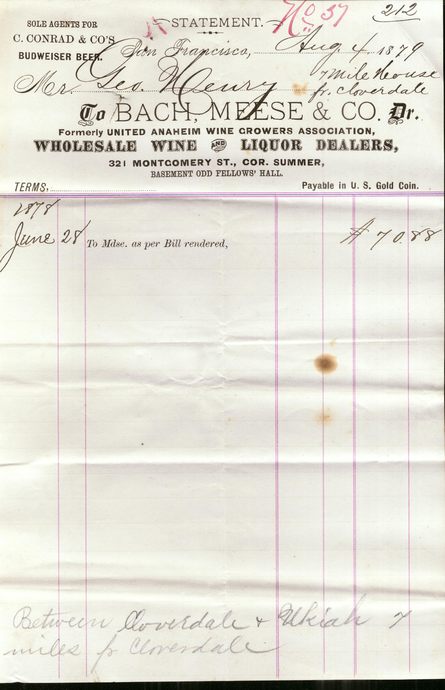 SOLE AGENTS FOR
C. CONRAD & CO'S
BUDWEISER BEER.
STATEMENT.
No 37
212
San Francisco, Aug 4 1879
Mr. Geo. Henry
7 Mile House
fr. Cloverdale
To BACH, MEESE & CO. Dr.
Formerly UNITED ANAHEIM WINE GROWERS ASSOCIATION,
WHOLESALE WINE AND LIQUOR DEALERS,
321 MONTGOMERY ST., COR. SUMMER,
BASEMENT ODD FELLOWS' HALL.
TERMS, Payable in U. S. Gold Coin.
1878
June 28 To Mdse. as per Bill rendered, $ 70.88
Between Cloverdale & Ukiah 7
miles fr Cloverdale